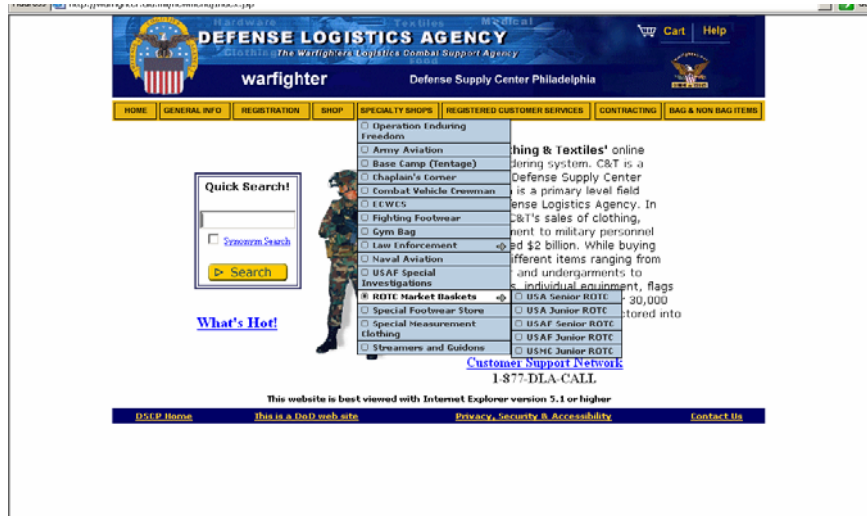 Hardware Textiles Medical
DEFENSE LOGISTICS AGENCY
Clothing The Warfighters Logistics Combat Support Agency
Cart Help
warfighter Defense Supply Center Philadelphia
HOME GENERAL INFO REGISTRATION SHOP SPECIALTY SHOPS REGISTERED CUSTOMER SERVICES CONTRACTING BAG & NON BAG ITEMS
Operation Enduring
Freedom
Army Aviation
Base Camp (Tentage)
Chaplain's Corner
Combat Vehicle Crewman
ECWCS
Fighting Footwear
Gym Bag
Law Enforcement
Naval Aviation
USAF Special
Investigations
ROTC Market Baskets
Special Footwear Store
Special Measurement
Clothing
Streamers and Guidons
USA Senior ROTC
USA Junior ROTC
USAF Senior ROTC
USAF Junior ROTC
USMC Junior ROTC
Quick Search!
Synonym Search
Search
What's Hot!
thing & Textiles' online
dering system. C&T is a
Defense Supply Center
is a primary level field
ense Logistics Agency. In
C&T's sales of clothing,
ment to military personnel
ed $2 billion. While buying
ifferent items ranging from
and undergarments to
individual equipment, flags
30,000
ctored into
Customer Support Network
1-877-DLA-CALL
This website is best viewed with Internet Explorer version 5.1 or higher
DSCP Home This is a DoD web site Privacy, Security & Accessibility Contact Us